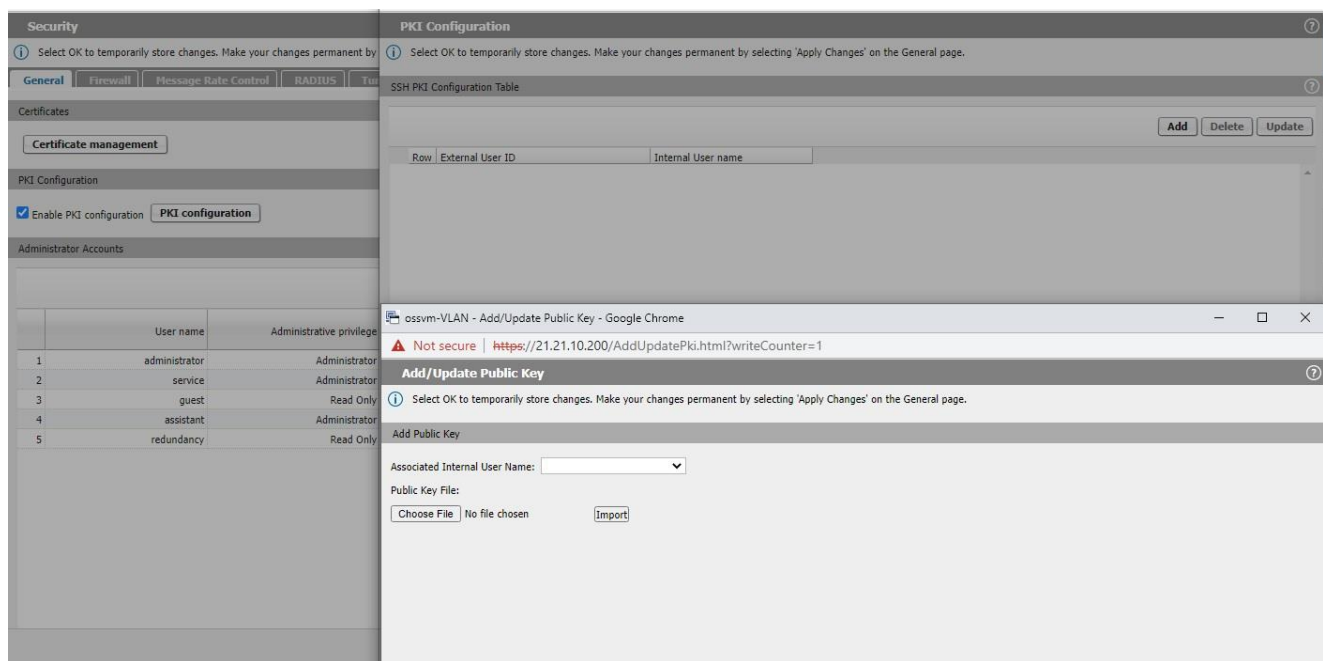 Security
Select OK to temporarily store changes. Make your changes permanent by
General Firewall Message Rate Control RADIUS
Certificates
Certificate management
PKI Configuration
Enable PKI configuration PKI configuration
Administrator Accounts
User name Administrative privilege
1 administrator Administrator
2 service Administrator
3 guest Read Only
4 assistant Administrator
5 redundancy Read Only
PKI Configuration ?
Select OK to temporarily store changes. Make your changes permanent by selecting 'Apply Changes' on the General page.
SSH PKI Configuration Table ?
Add Delete Update
Row External User ID Internal User name
ossvm-VLAN - Add/Update Public Key - Google Chrome
Not secure | https://21.21.10.200/AddUpdatePki.html?writeCounter=1
Add/Update Public Key ?
Select OK to temporarily store changes. Make your changes permanent by selecting 'Apply Changes' on the General page.
Add Public Key
Associated Internal User Name:
Public Key File:
Choose File No file chosen Import